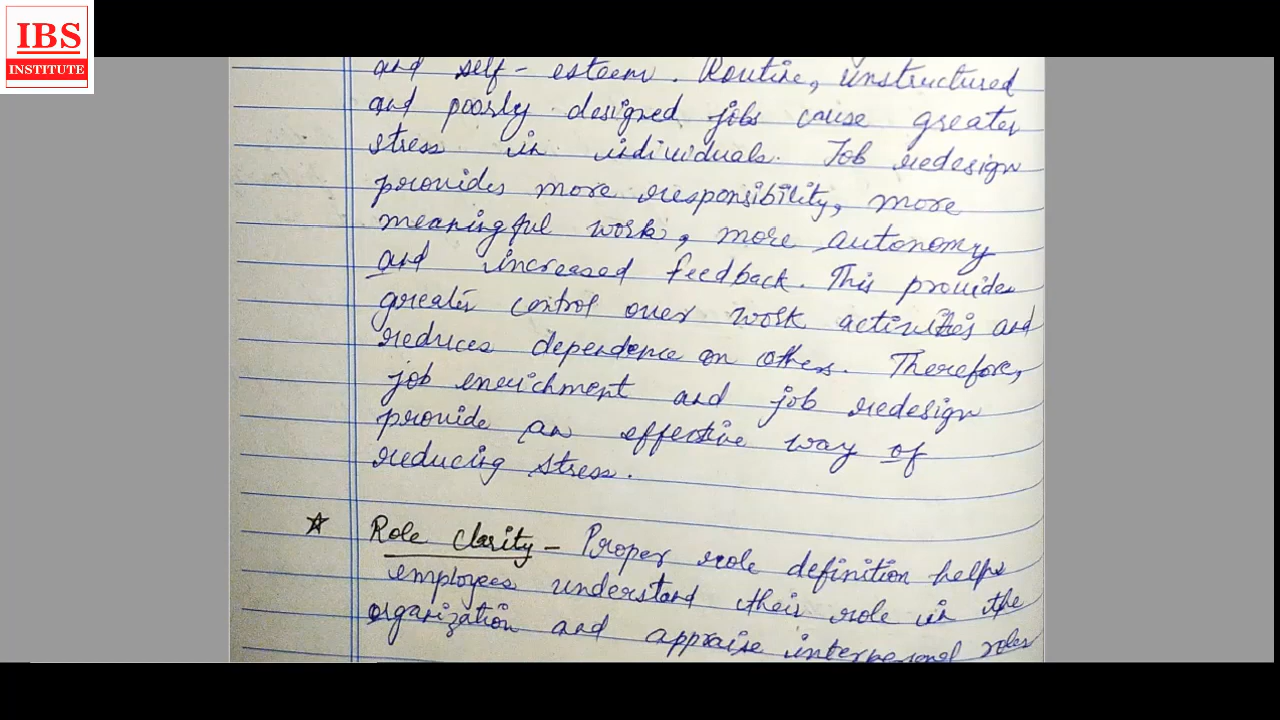 IBS
INSTITUTE
and self-esteem. Routine, unstructured
and poorly designed jobs cause greater
stress in individuals. Job redesign
provides more responsibility, more
meaningful work, more autonomy
and increased feedback. This provides
greater control over work activities and
reduces dependence on others. Therefore,
job enrichment and job redesign
provide an effective way of
reducing stress.
☆ Role Clarity - Proper role definition helps
employees understand their role in the
organization and appraise interpersonal roles